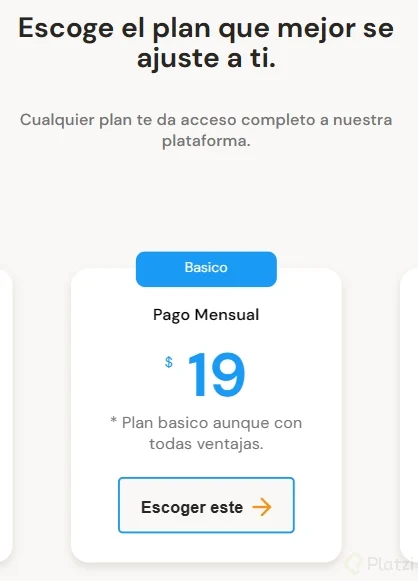 Escoge el plan que mejor se
ajuste a ti.
Cualquier plan te da acceso completo a nuestra
plataforma.
Basico
Pago Mensual
$ 19
* Plan basico aunque con
todas ventajas.
Escoger este
Platzi